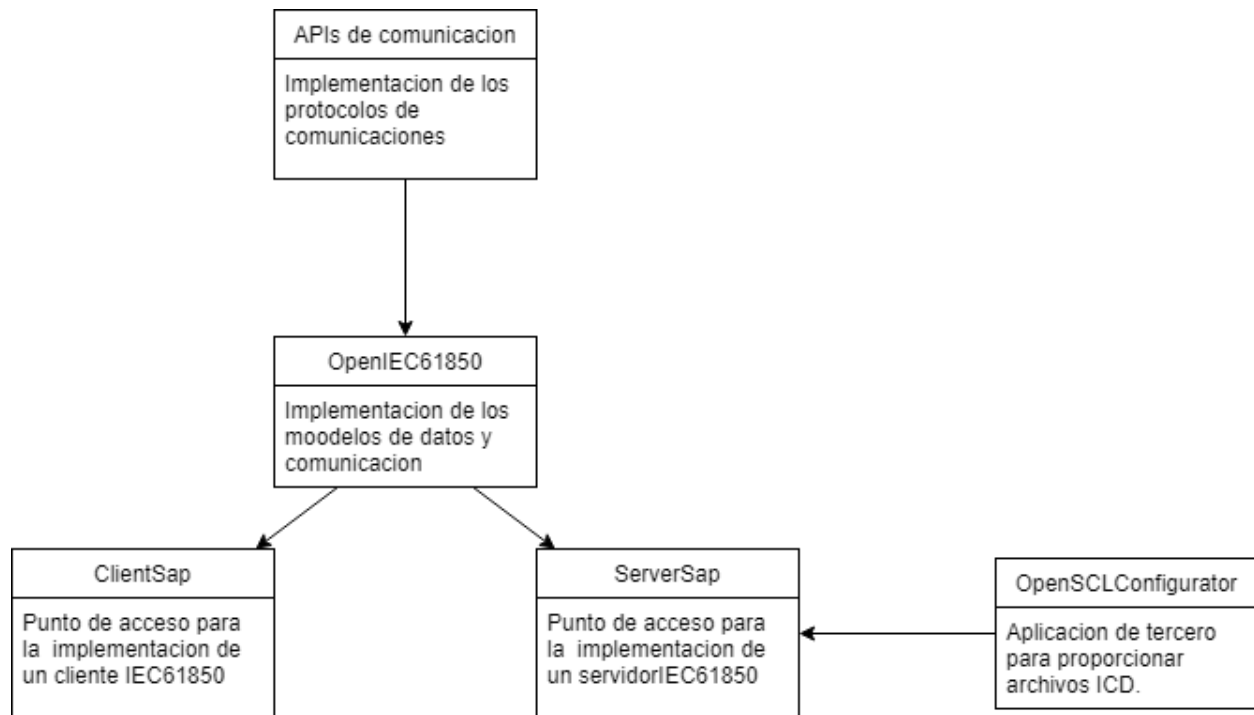 APIs de comunicacion
Implementacion de los
protocolos de
comunicaciones
OpenIEC61850
Implementacion de los
moodelos de datos y
comunicacion
ClientSap
Punto de acceso para
la  implementacion de
un cliente IEC61850
ServerSap
Punto de acceso para
la  implementacion de
un servidorIEC61850
OpenSCLConfigurator
Aplicacion de tercero
para proporcionar
archivos ICD.